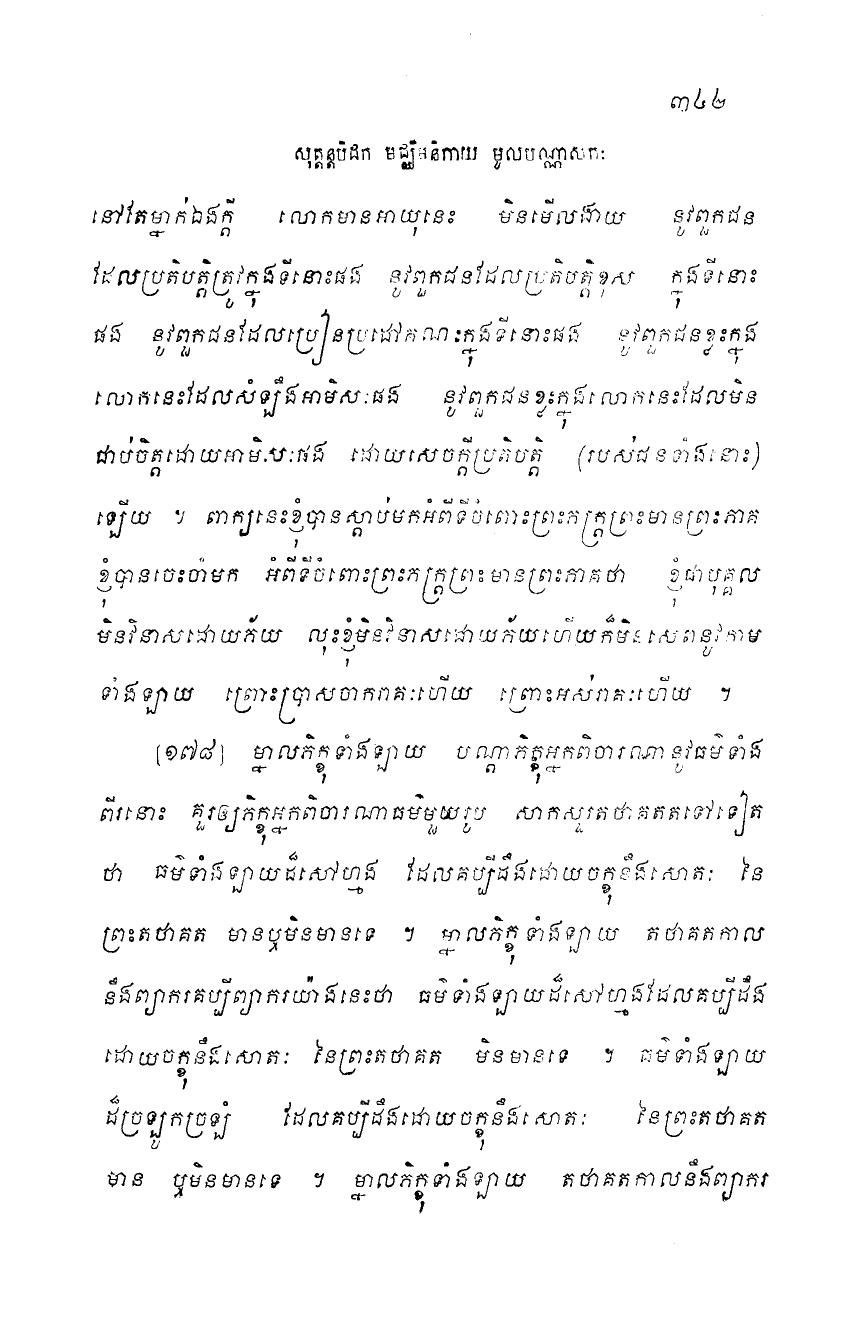 ៣៤២
សុត្តន្តបិដក មជ្ឈិមនិកាយ មូលបណ្ណាសកៈ
នៅតែម្នាក់ឯងក្តី លោកមានអាយុនេះ មិនមើលងាយ នូវពួកជន
ដែលប្រតិបត្តិត្រូវក្នុងទីនោះផង នូវពួកជនដែលប្រតិបត្តិខុស ក្នុងទីនោះ
ផង នូវពួកជនដែលប្រៀនប្រដៅគណៈក្នុងទីនោះផង នូវពួកជនខ្លះក្នុង
លោកនេះដែលសំឡឹងអាមិសៈផង នូវពួកជនខ្លះក្នុងលោកនេះដែលមិន
ជាប់ចិត្តដោយអាមិសៈផង ដោយសេចក្តីប្រតិបត្តិ (របស់ជនទាំងនោះ)
ឡើយ ។ ពាក្យនេះខ្ញុំបានស្តាប់មកអំពីទីចំពោះព្រះភក្ត្រព្រះមានព្រះភាគ
ខ្ញុំបានចេះចាំមក អំពីទីចំពោះព្រះភក្ត្រព្រះមានព្រះភាគថា ខ្ញុំជាបុគ្គល
មិនវិនាសដោយភ័យ លុះខ្ញុំមិនវិនាសដោយភ័យហើយក៏មិនសេពនូវកាម
ទាំងឡាយ ព្រោះប្រាសចាករាគៈហើយ ព្រោះអស់រាគៈហើយ ។
[១៧៨] ម្នាលភិក្ខុទាំងឡាយ បណ្តាភិក្ខុអ្នកពិចារណានូវធម៌ទាំង
ពីរនោះ គួរឲ្យភិក្ខុអ្នកពិចារណាធម៌មួយរូប សាកសួរតថាគតតទៅទៀត
ថា ធម៌ទាំងឡាយដ៏សៅហ្មង ដែលគប្បីដឹងដោយចក្ខុនឹងសោតៈ នៃ
ព្រះតថាគត មានឬមិនមានទេ ។ ម្នាលភិក្ខុទាំងឡាយ តថាគតកាល
នឹងព្យាករគប្បីព្យាករយ៉ាងនេះថា ធម៌ទាំងឡាយដ៏សៅហ្មងដែលគប្បីដឹង
ដោយចក្ខុនឹងសោតៈ នៃព្រះតថាគត មិនមានទេ ។ ធម៌ទាំងឡាយ
ដ៏ច្រឡូកច្រឡំ ដែលគប្បីដឹងដោយចក្ខុនឹងសោតៈ នៃព្រះតថាគត
មាន ឬមិនមានទេ ។ ម្នាលភិក្ខុទាំងឡាយ តថាគតកាលនឹងព្យាករ